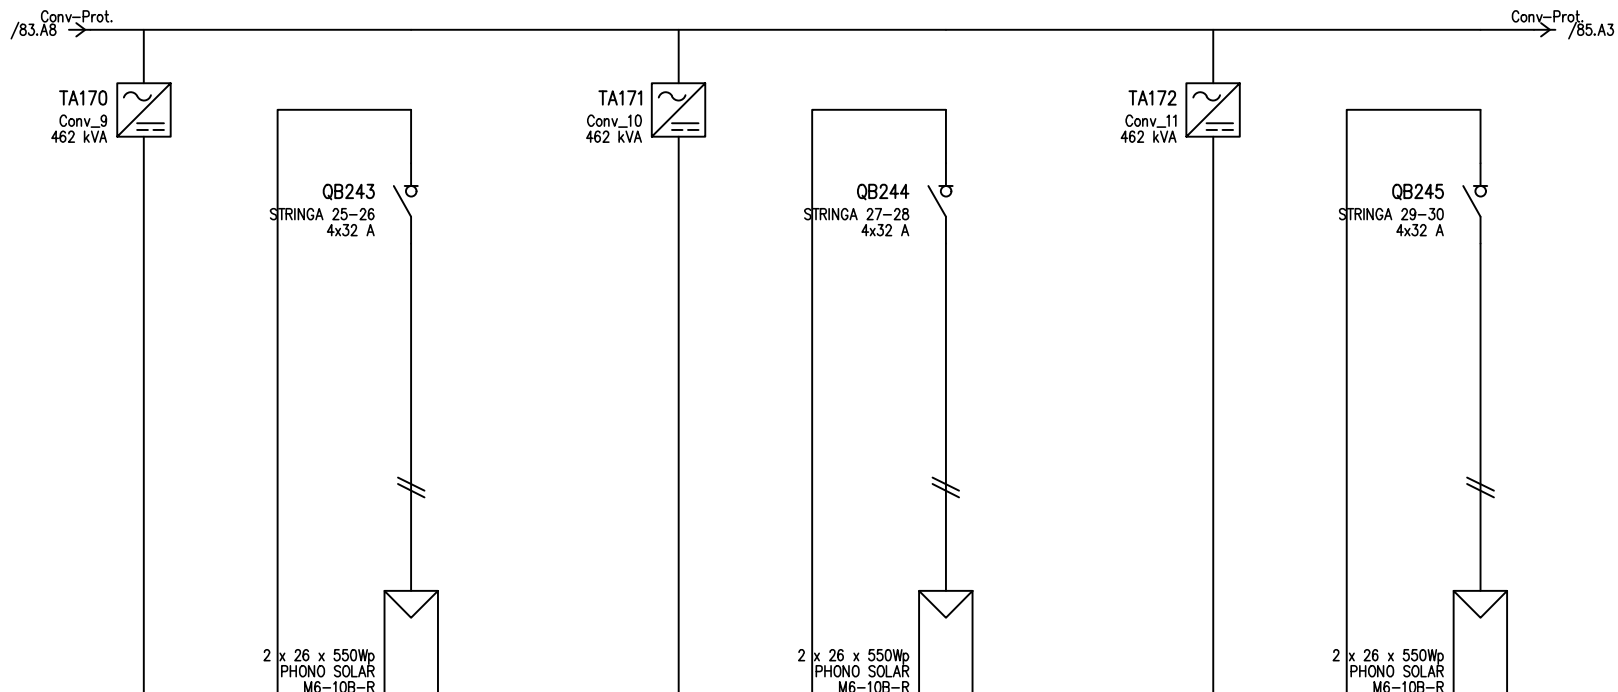 Conv-Prot.
/83.A8
Conv-Prot.
/85.A3
TA170
Conv_9
462 kVA
TA171
Conv_10
462 kVA
TA172
Conv_11
462 kVA
QB243
STRINGA 25-26
4x32 A
QB244
STRINGA 27-28
4x32 A
QB245
STRINGA 29-30
4x32 A
2 x 26 x 550Wp
PHONO SOLAR
M6-10B-R
2 x 26 x 550Wp
PHONO SOLAR
M6-10B-R
2 x 26 x 550Wp
PHONO SOLAR
M6-10B-R